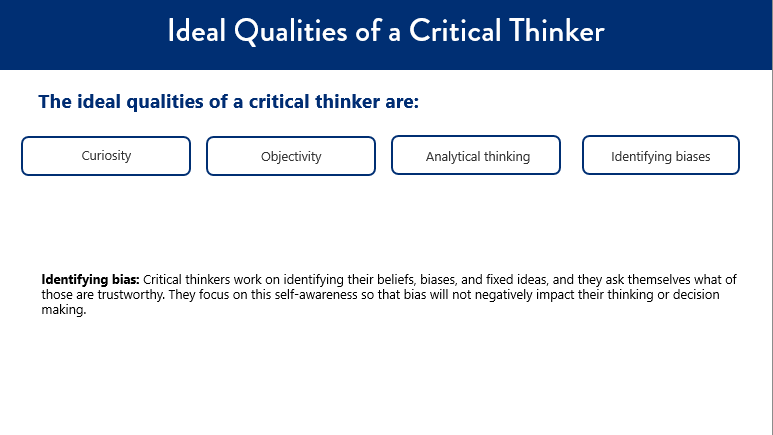 Ideal Qualities of a Critical Thinker
The ideal qualities of a critical thinker are:
Curiosity
Objectivity
Analytical thinking
Identifying biases
Identifying bias: Critical thinkers work on identifying their beliefs, biases, and fixed ideas, and they ask themselves what of
those are trustworthy. They focus on this self-awareness so that bias will not negatively impact their thinking or decision
making.